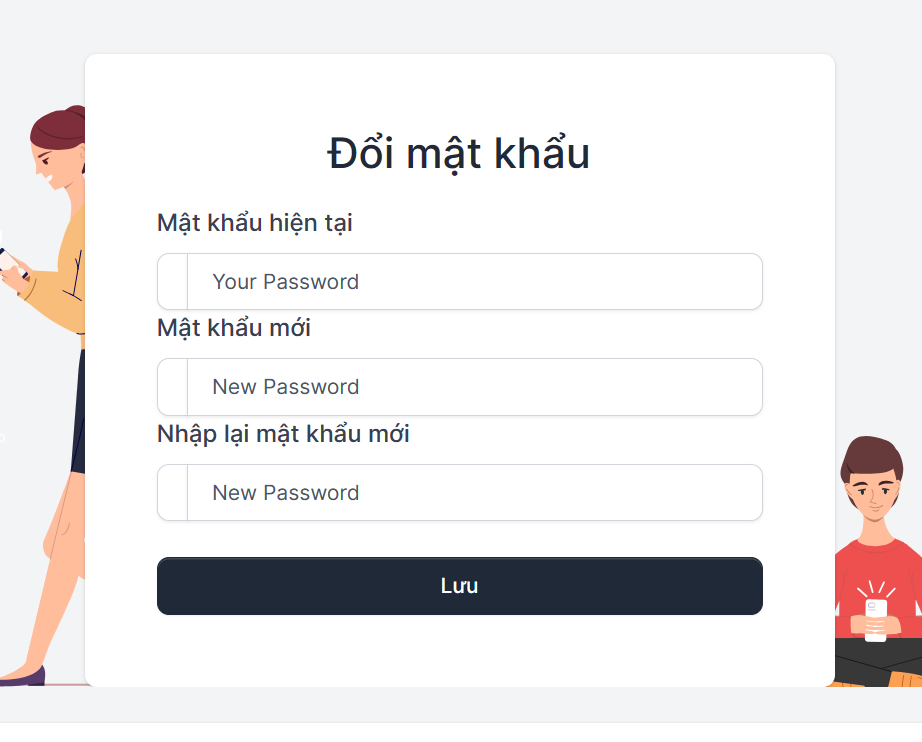 Đổi mật khẩu
Mật khẩu hiện tại
Your Password
Mật khẩu mới
New Password
Nhập lại mật khẩu mới
New Password
Lưu